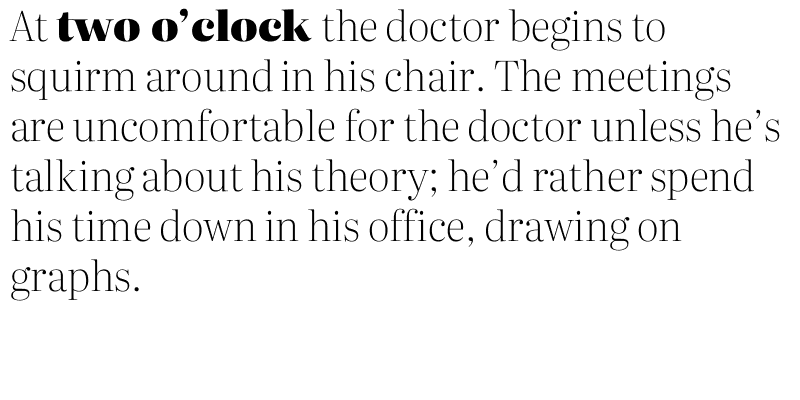 At two o’clock the doctor begins to
squirm around in his chair. The meetings
are uncomfortable for the doctor unless he’s
talking about his theory; he’d rather spend
his time down in his office, drawing on
graphs.